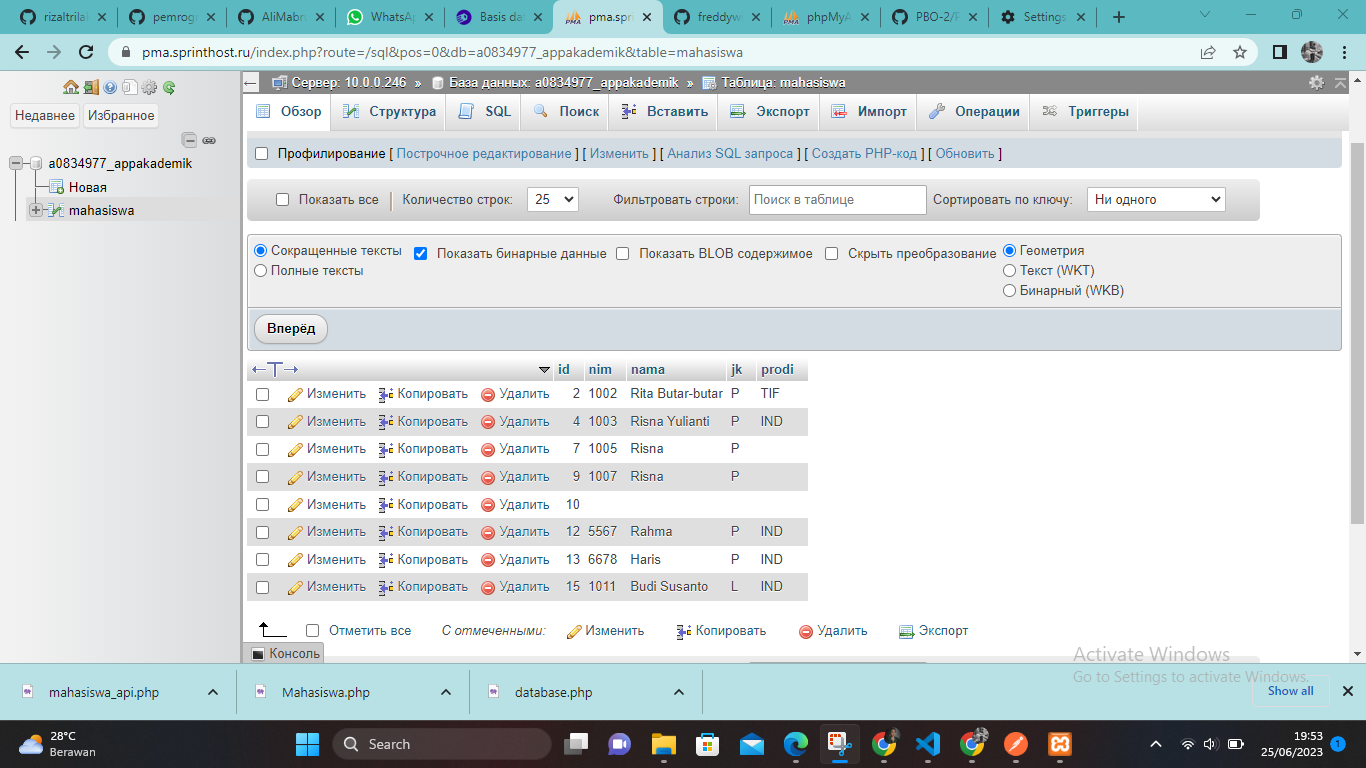 rizaltrilal
pemrogr
AliMabru
WhatsAp
Basis dat
pma.spri
freddywi
phpMyA
PBO-2/P
Settings
pma.sprinthost.ru/index.php?route=/sql&pos=0&db=a0834977_appakademik&table=mahasiswa
Сервер: 10.0.0.246 » База данных: a0834977_appakademik » Таблица: mahasiswa
Недавнее Избранное
Обзор Структура SQL Поиск Вставить Экспорт Импорт Операции Триггеры
a0834977_appakademik
Новая
mahasiswa
Профилирование [ Построчное редактирование ] [ Изменить ] [ Анализ SQL запроса ] [ Создать PHP-код ] [ Обновить ]
Показать все Количество строк: 25 Фильтровать строки: Поиск в таблице Сортировать по ключу: Ни одного
Сокращенные тексты
Полные тексты
Показать бинарные данные
Показать BLOB содержимое
Скрыть преобразование
Геометрия
Текст (WKT)
Бинарный (WKB)
Вперёд
id nim nama jk prodi
Изменить Копировать Удалить 2 1002 Rita Butar-butar P TIF
Изменить Копировать Удалить 4 1003 Risna Yulianti P IND
Изменить Копировать Удалить 7 1005 Risna P
Изменить Копировать Удалить 9 1007 Risna P
Изменить Копировать Удалить 10
Изменить Копировать Удалить 12 5567 Rahma P IND
Изменить Копировать Удалить 13 6678 Haris P IND
Изменить Копировать Удалить 15 1011 Budi Susanto L IND
Отметить все С отмеченными: Изменить Копировать Удалить Экспорт
Консоль
Activate Windows
Go to Settings to activate Windows.
mahasiswa_api.php
Mahasiswa.php
database.php
Show all
28°C
Berawan
Search
19:53
25/06/2023
1